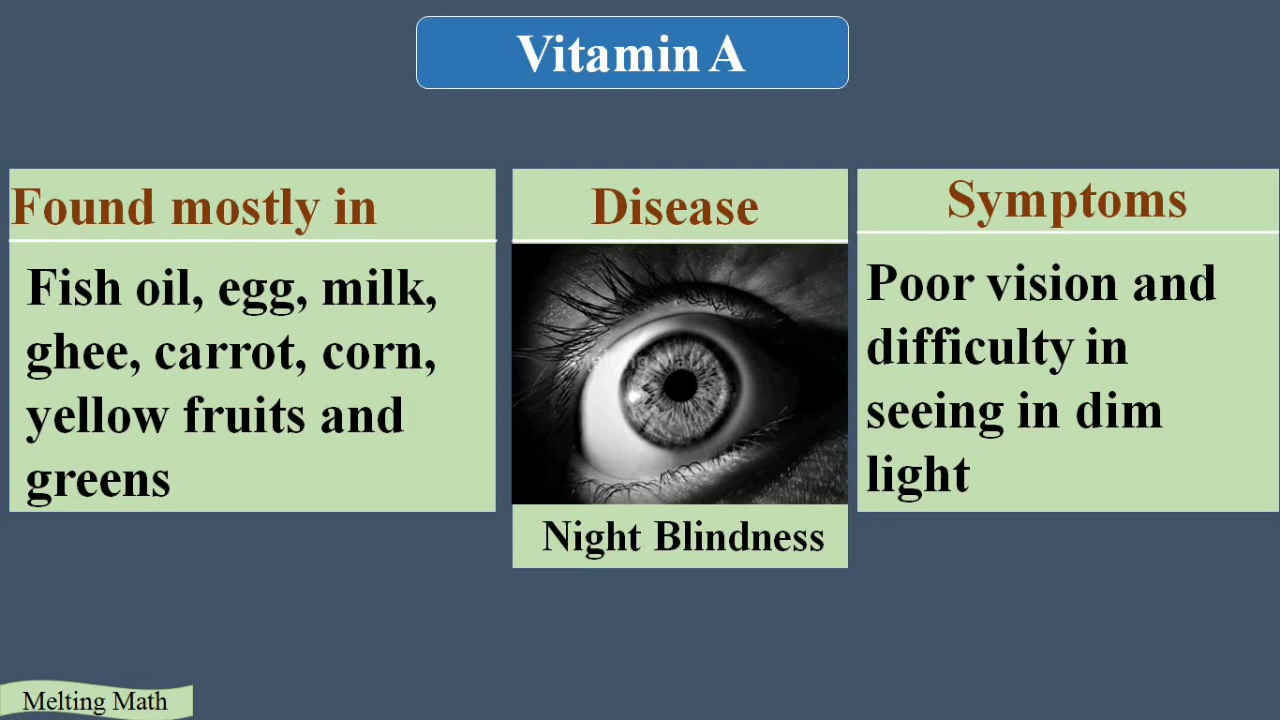 Vitamin A
Found mostly in
Fish oil, egg, milk,
ghee, carrot, corn,
yellow fruits and
greens
Disease
Night Blindness
Symptoms
Poor vision and
difficulty in
seeing in dim
light
Melting Math